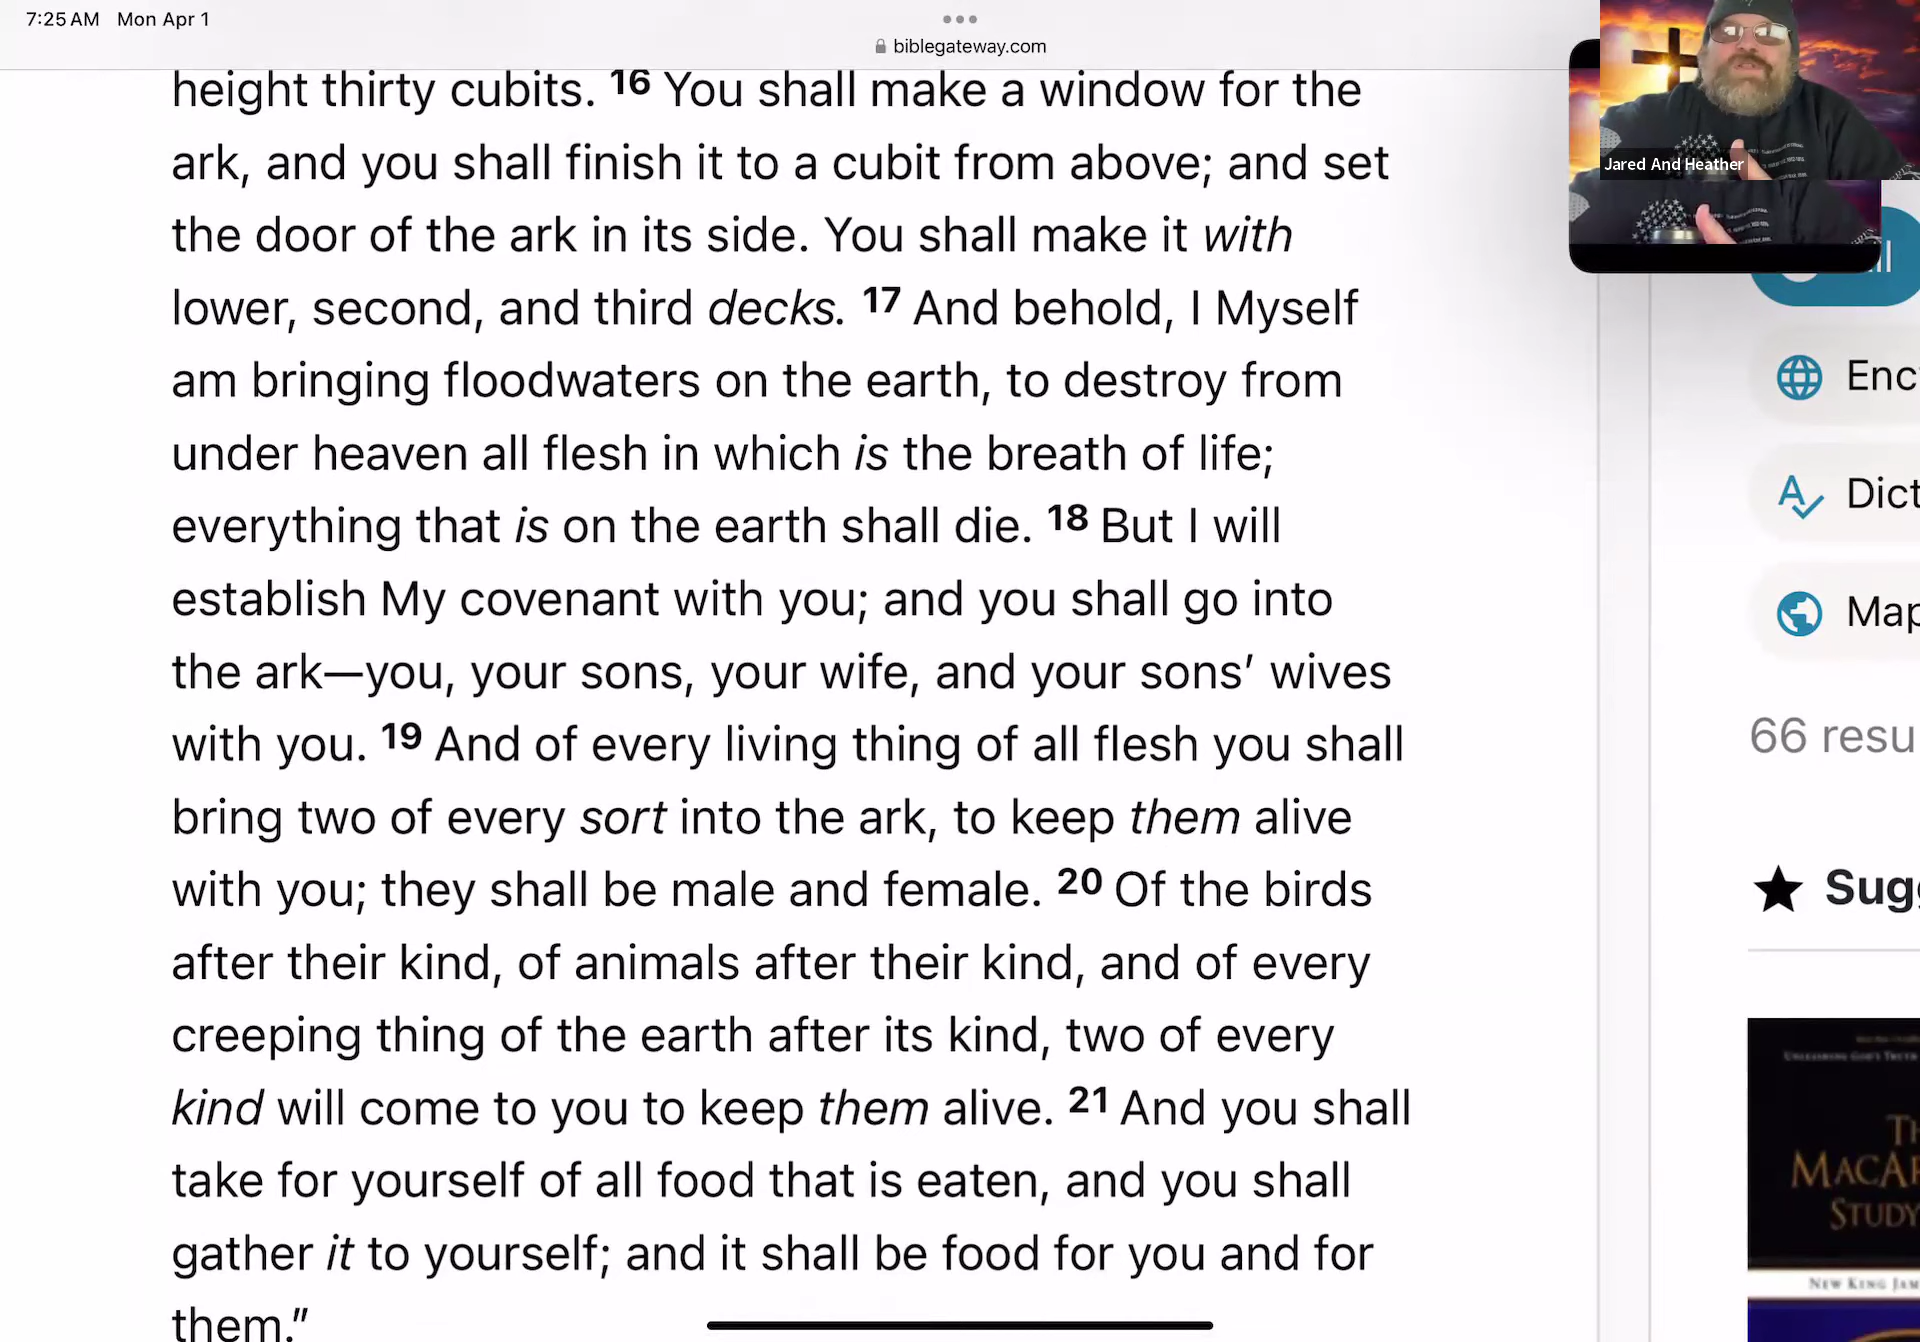 7:25 AM Mon Apr 1
biblegateway.com
height thirty cubits. 16 You shall make a window for the
ark, and you shall finish it to a cubit from above; and set
the door of the ark in its side. You shall make it with
lower, second, and third decks. 17 And behold, I Myself
am bringing floodwaters on the earth, to destroy from
under heaven all flesh in which is the breath of life;
everything that is on the earth shall die. 18 But I will
establish My covenant with you; and you shall go into
the ark—you, your sons, your wife, and your sons’ wives
with you. 19 And of every living thing of all flesh you shall
bring two of every sort into the ark, to keep them alive
with you; they shall be male and female. 20 Of the birds
after their kind, of animals after their kind, and of every
creeping thing of the earth after its kind, two of every
kind will come to you to keep them alive. 21 And you shall
take for yourself of all food that is eaten, and you shall
gather it to yourself; and it shall be food for you and for
them.”
Jared And Heather
Enc
Dict
Map
66 resu
Sugg
Th
MacAr
Study
New King Jam